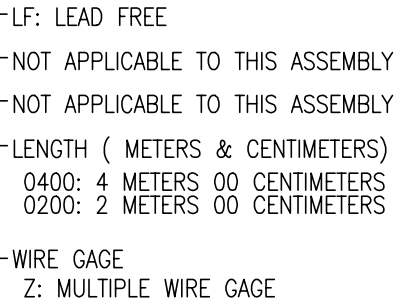 -LF: LEAD FREE
-NOT APPLICABLE TO THIS ASSEMBLY
-NOT APPLICABLE TO THIS ASSEMBLY
-LENGTH ( METERS & CENTIMETERS)
0400: 4 METERS 00 CENTIMETERS
0200: 2 METERS 00 CENTIMETERS
-WIRE GAGE
Z: MULTIPLE WIRE GAGE